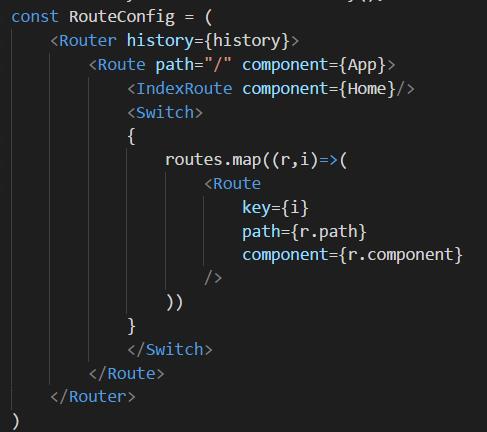 const RouteConfig = (
    <Router history={history}>
        <Route path="/" component={App}>
            <IndexRoute component={Home}/>
            <Switch>
            {
                routes.map((r,i)=>(
                    <Route
                        key={i}
                        path={r.path}
                        component={r.component}
                    />
                ))
            }
            </Switch>
        </Route>
    </Router>
)